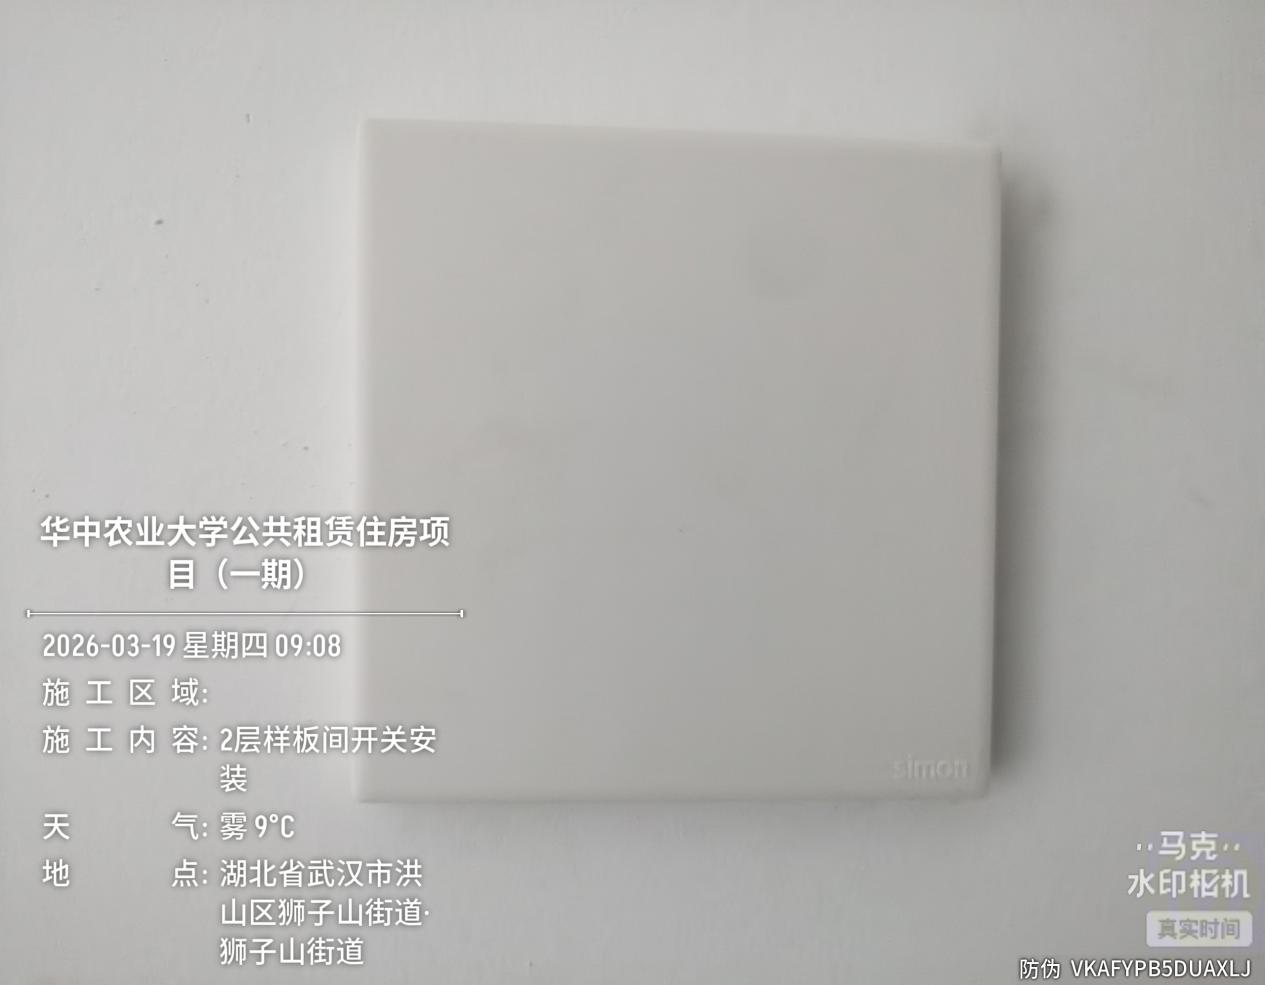 华中农业大学公共租赁住房项
目（一期）
2026-03-19 星期四 09:08
施工区域:
施工内容: 2层样板间开关安
装
天气: 雾 9°C
地点: 湖北省武汉市洪
山区狮子山街道·
狮子山街道
simon
马克
水印相机
真实时间
防伪 VKAFYPB5DUAXLJ